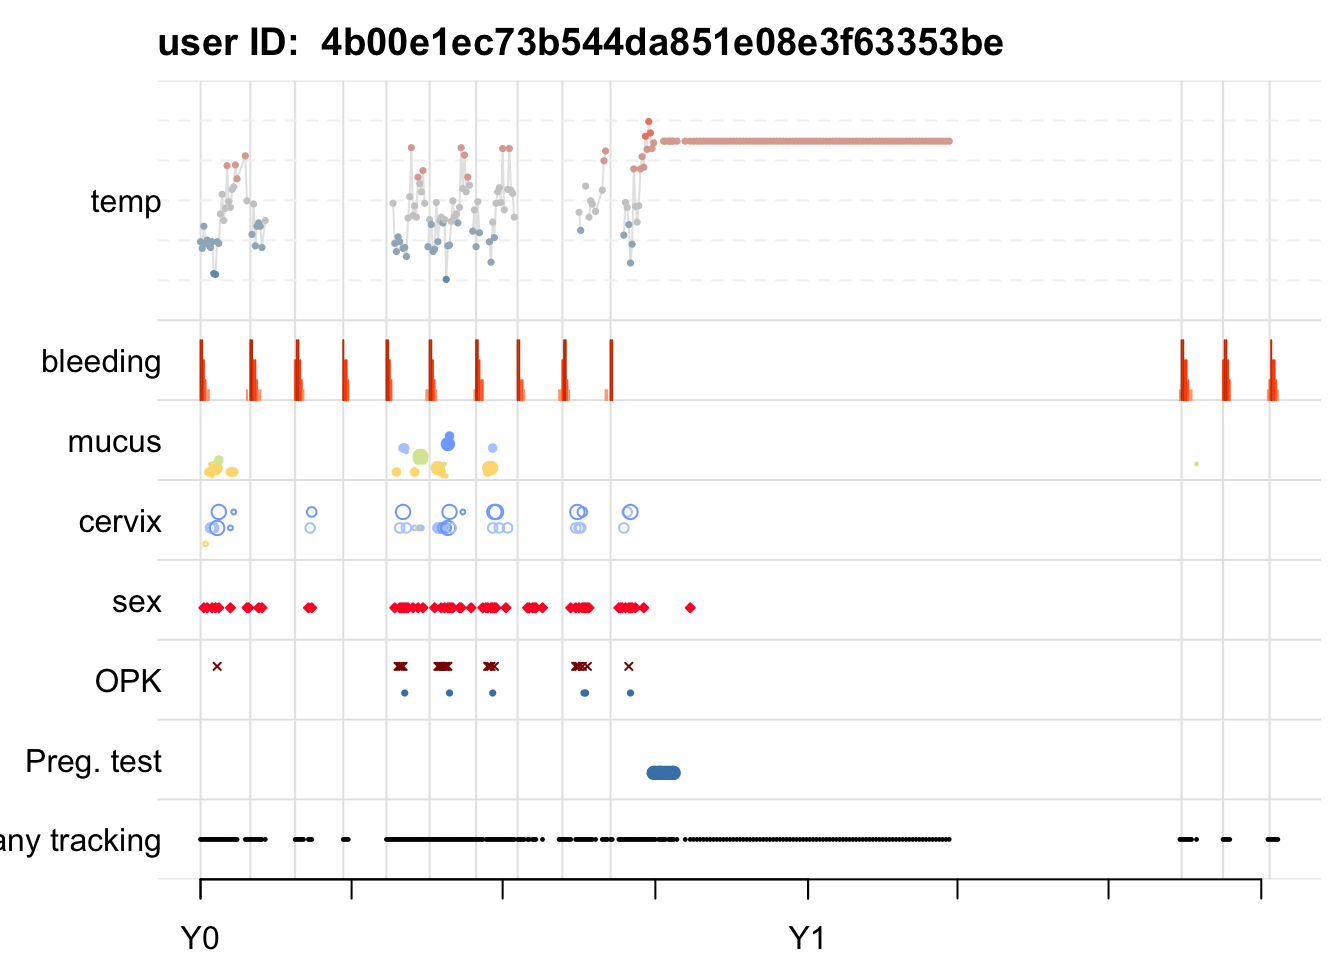 user ID:  4b00e1ec73b544da851e08e3f63353be
temp
bleeding
mucus
cervix
sex
OPK
Preg. test
any tracking
Y0 Y1